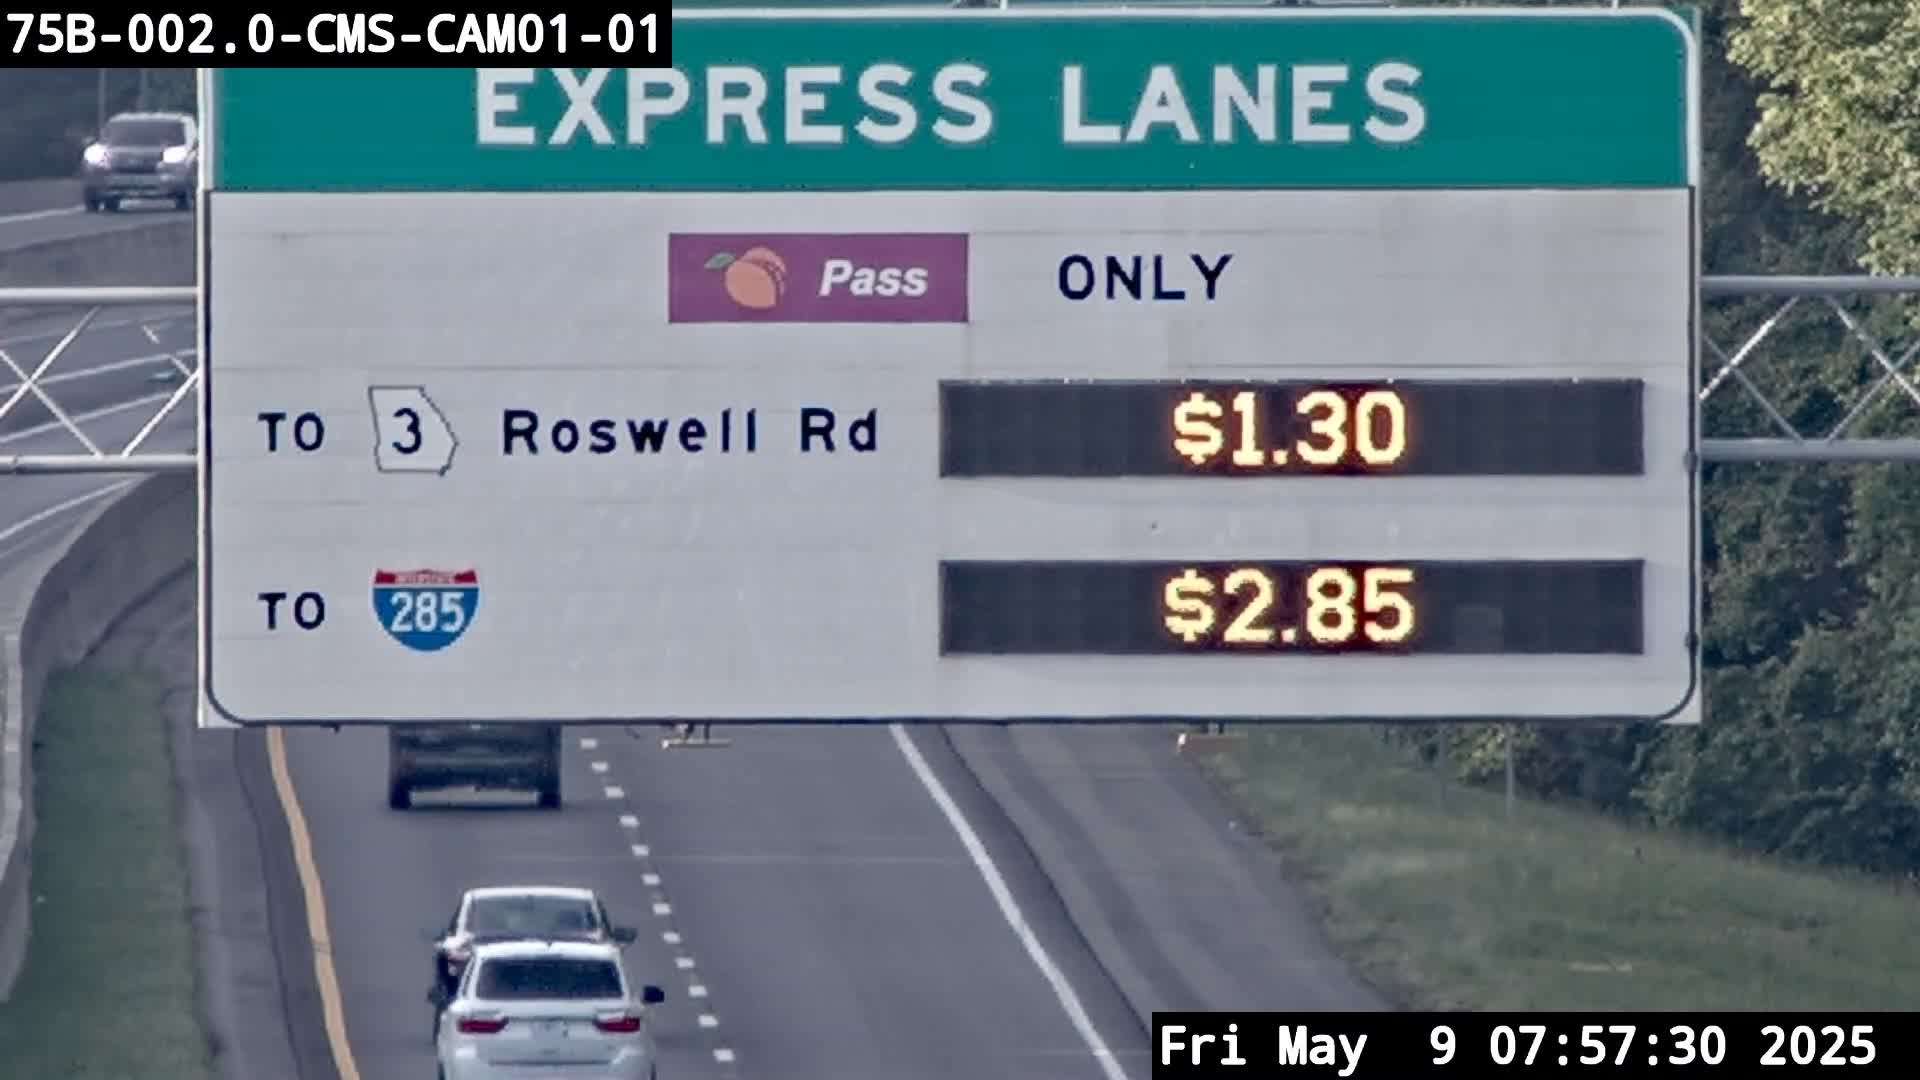 75B-002.0-CMS-CAM01-01
EXPRESS LANES
Pass ONLY
TO 3 Roswell Rd $1.30
TO 285 $2.85
Fri May 9 07:57:30 2025